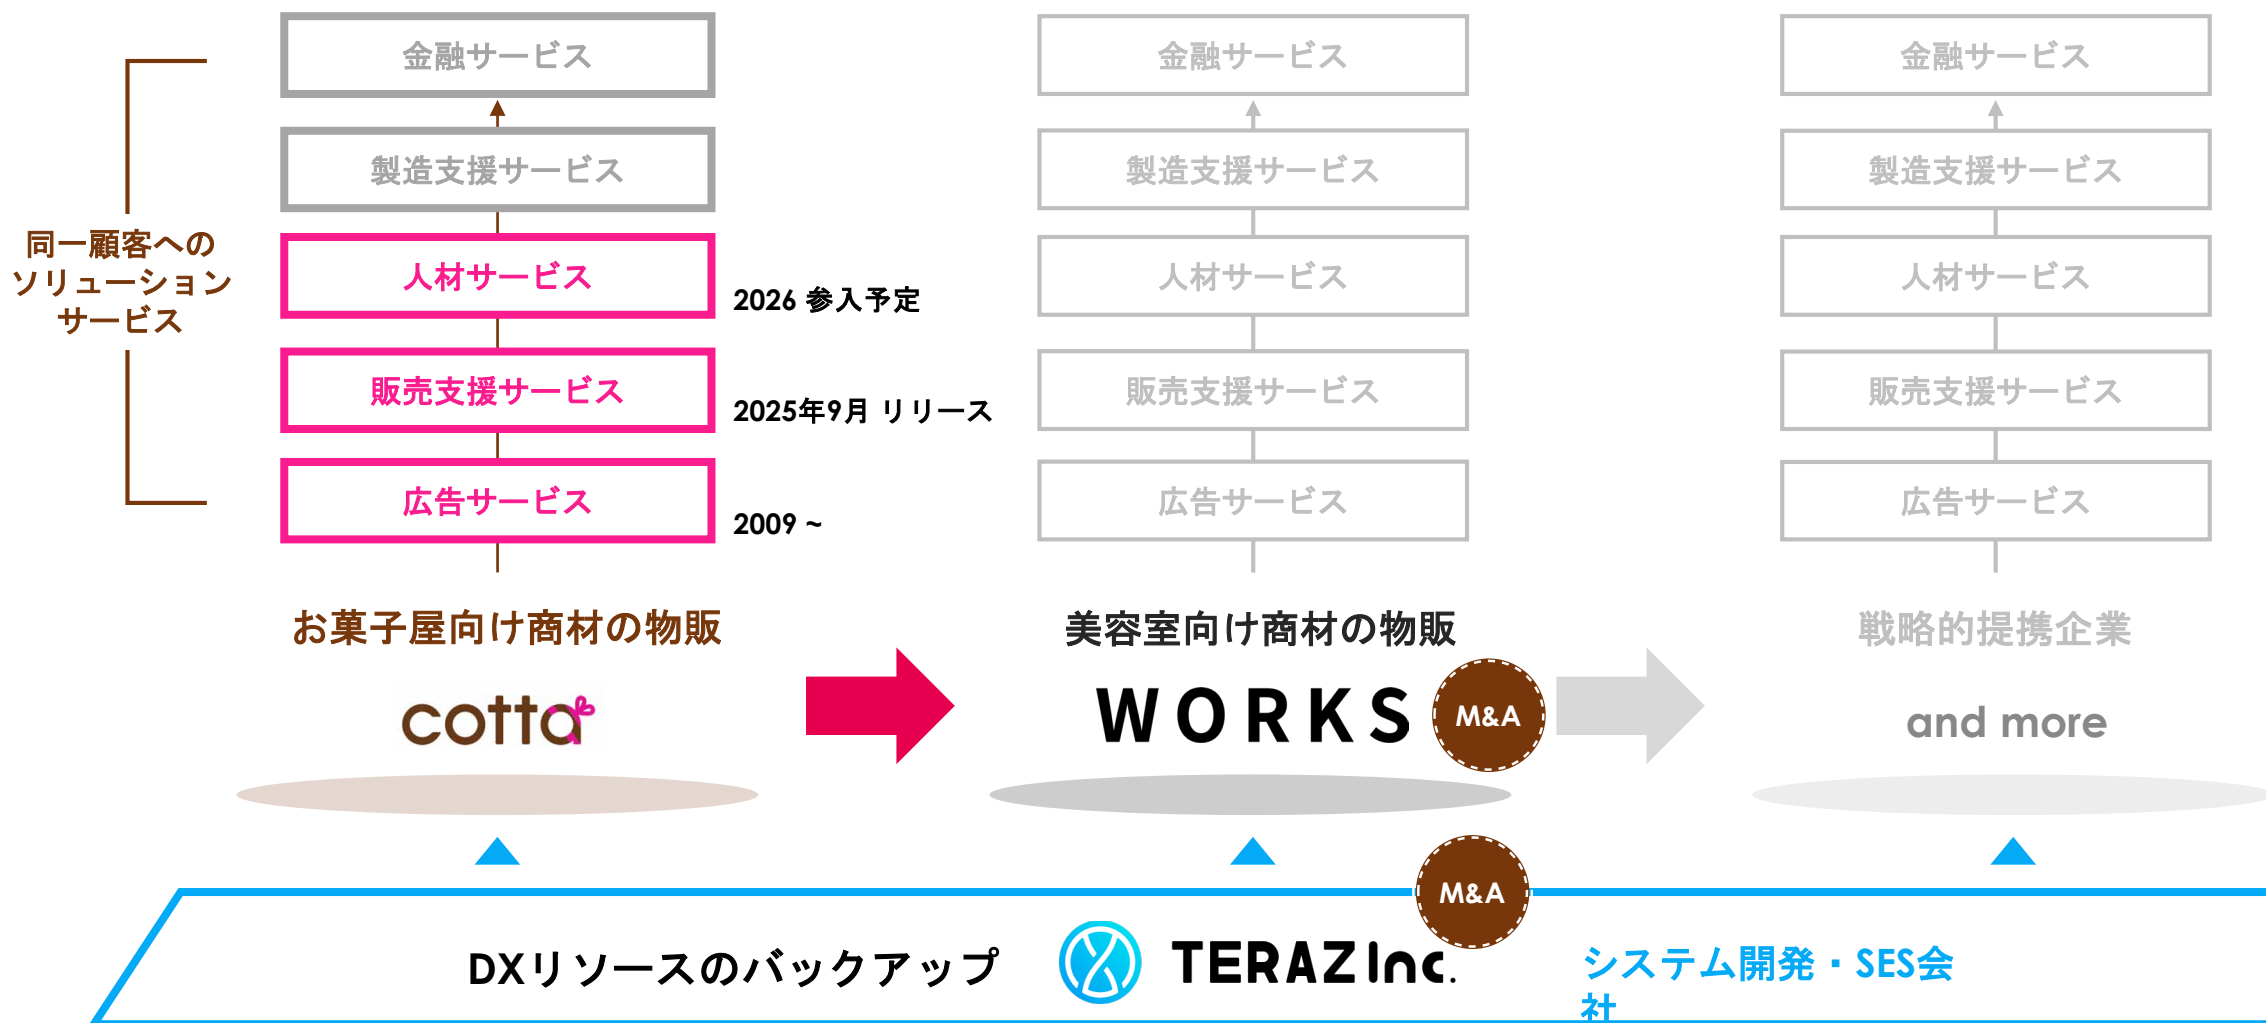 金融サービス
製造支援サービス
人材サービス
販売支援サービス
広告サービス
同一顧客への
ソリューション
サービス
2026 参入予定
2025年9月 リリース
2009 ~
お菓子屋向け商材の物販
cotta
金融サービス
製造支援サービス
人材サービス
販売支援サービス
広告サービス
美容室向け商材の物販
WORKS
M&A
金融サービス
製造支援サービス
人材サービス
販売支援サービス
広告サービス
戦略的提携企業
and more
M&A
DXリソースのバックアップ
TERAZ Inc.
システム開発・SES会
社